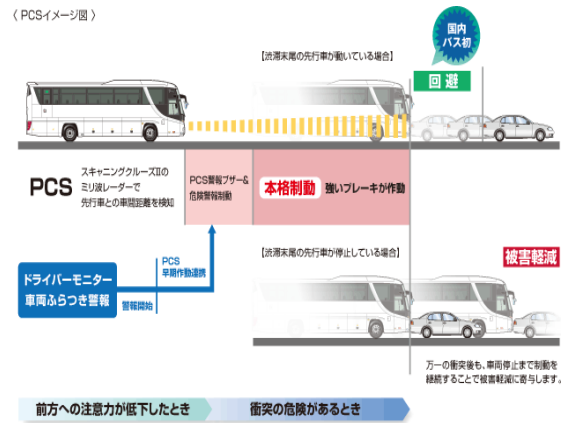 〈 PCSイメージ図 〉
国内
バス初
【渋滞末尾の先行車が動いている場合】
回避
PCS
スキャニングクルーズⅡの
ミリ波レーダーで
先行車との車間距離を検知
PCS警報ブザー&
危険警報制動
本格制動 強いブレーキが作動
【渋滞末尾の先行車が停止している場合】
被害軽減
PCS
早期作動連携
ドライバーモニター
車両ふらつき警報
警報開始
万一の衝突後も、車両停止まで制動を
継続することで被害軽減に寄与します。
前方への注意力が低下したとき
衝突の危険があるとき